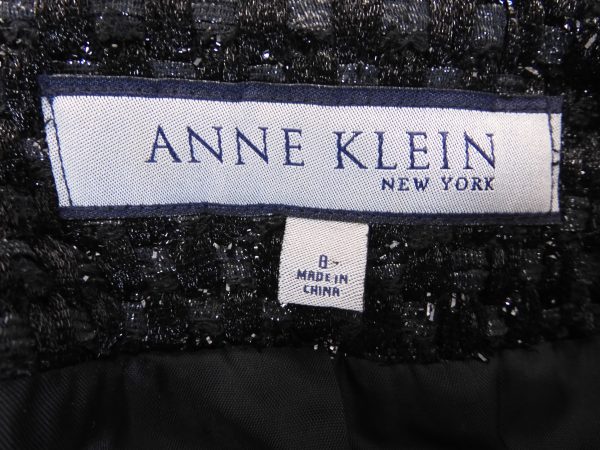 ANNE KLEIN
NEW YORK
8
MADE IN
CHINA